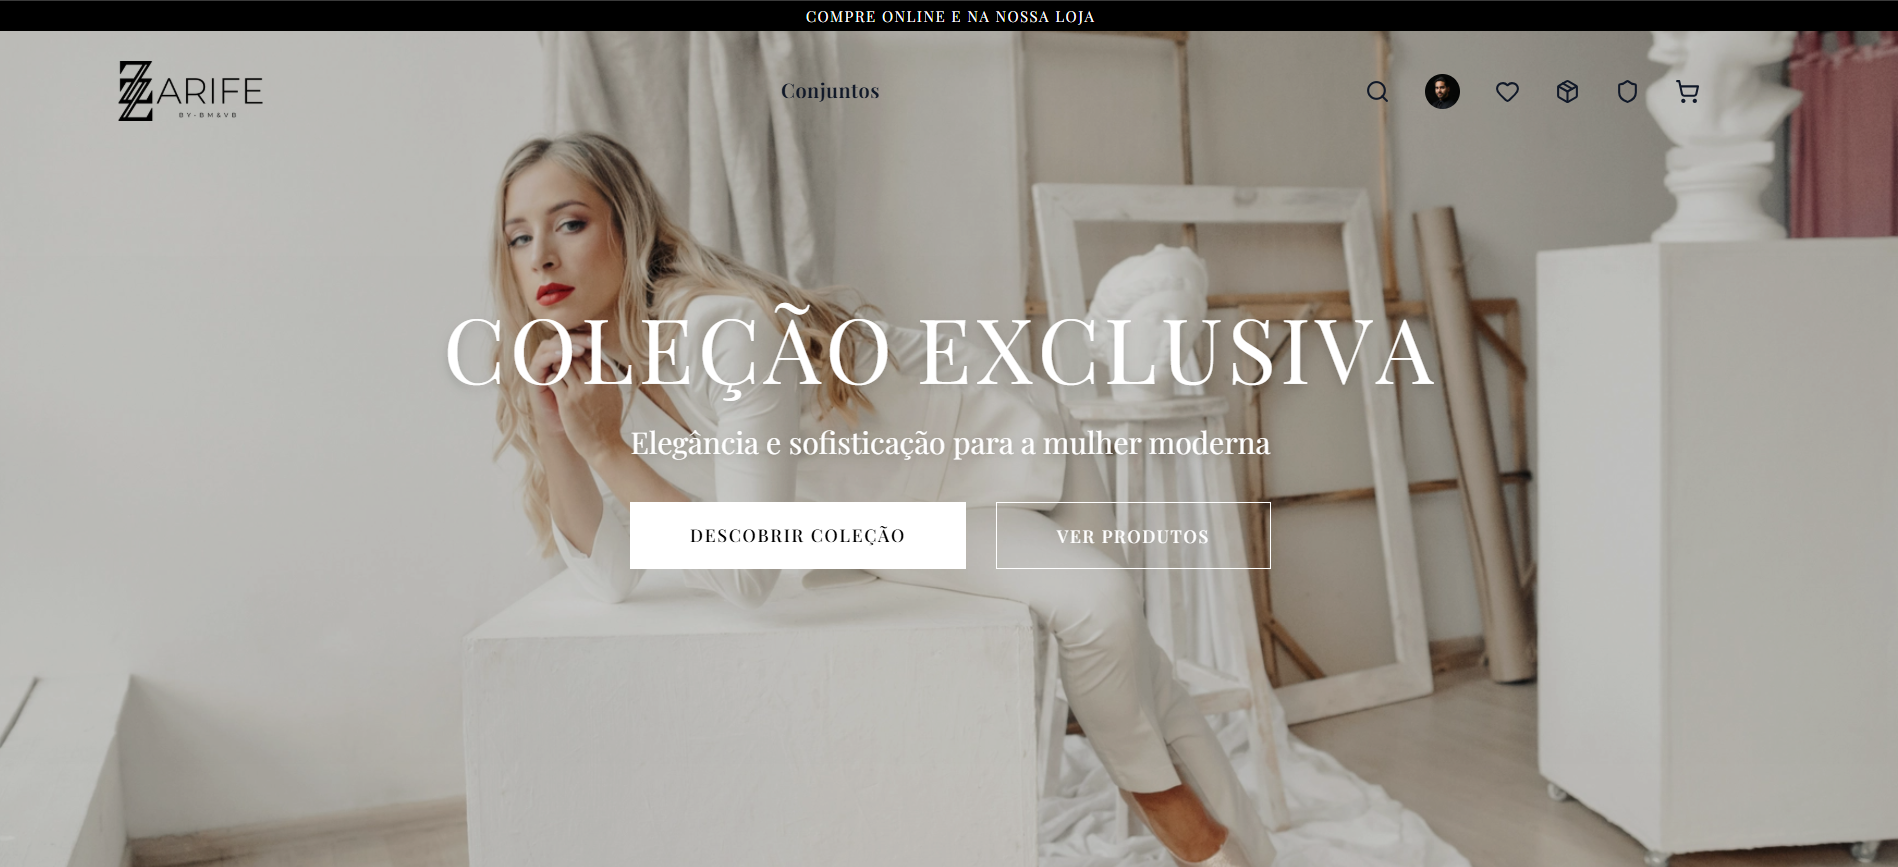 COMPRE ONLINE E NA NOSSA LOJA
ZARIFE
BY-BM&VB
Conjuntos
COLEÇÃO EXCLUSIVA
Elegância e sofisticação para a mulher moderna
DESCOBRIR COLEÇÃO
VER PRODUTOS